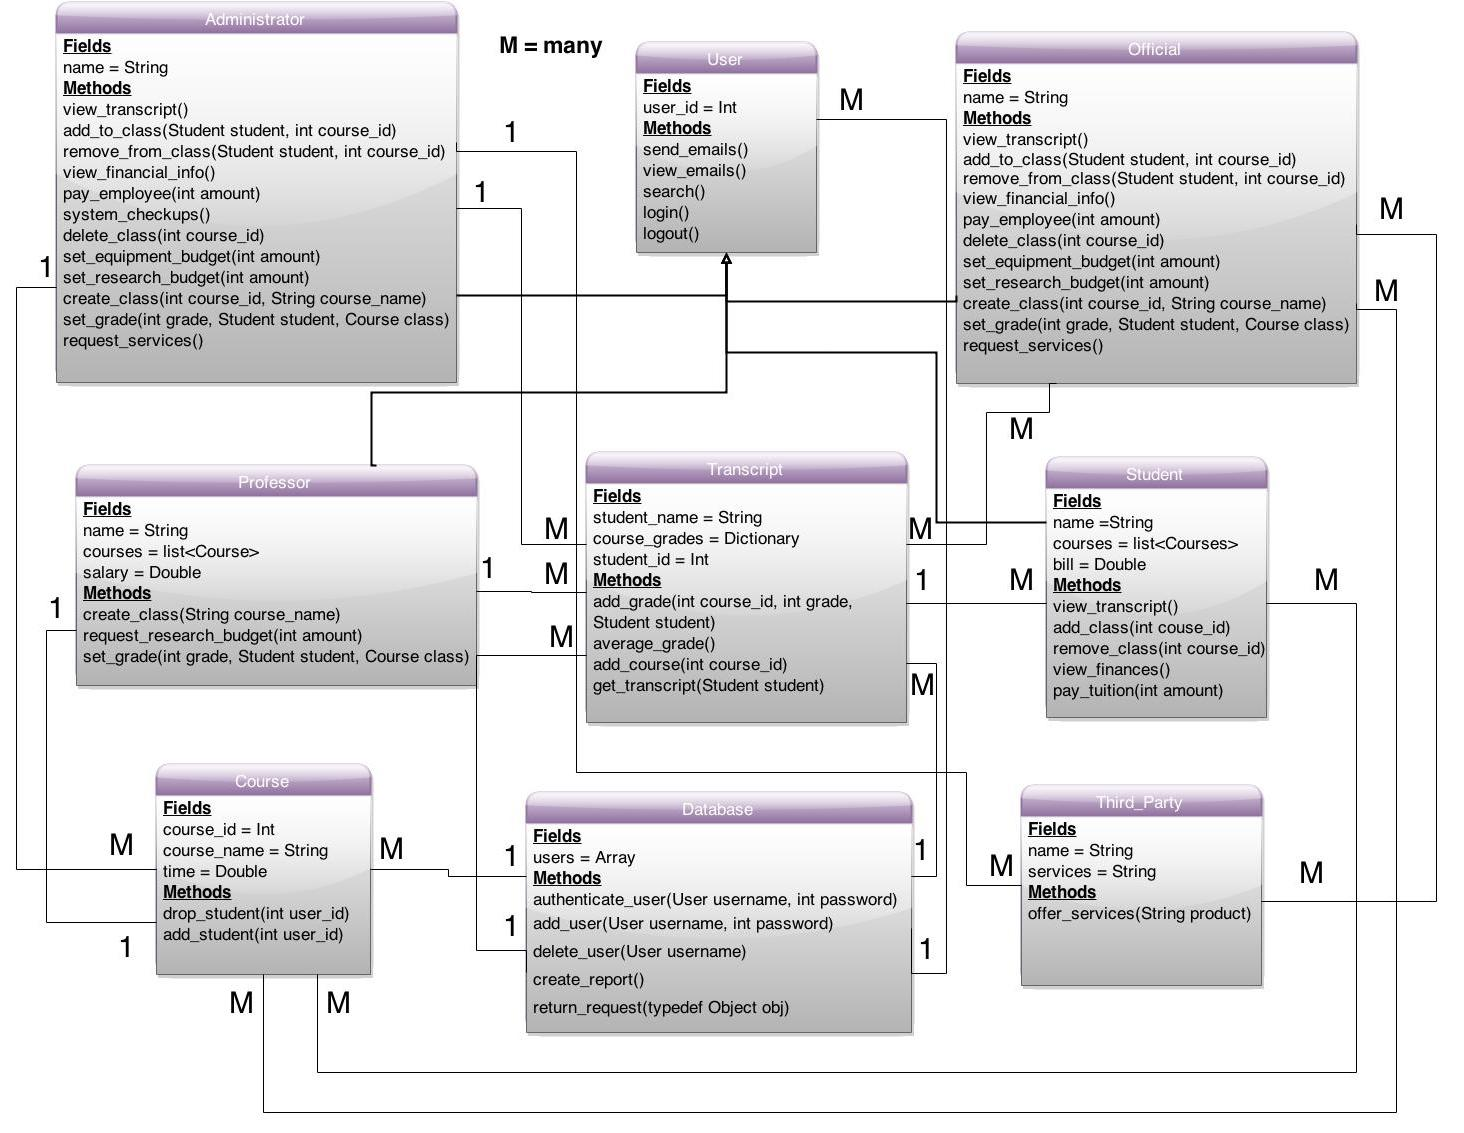 Administrator
Fields
name = String
Methods
view_transcript()
add_to_class(Student student, int course_id)
remove_from_class(Student student, int course_id)
view_financial_info()
pay_employee(int amount)
system_checkups()
delete_class(int course_id)
set_equipment_budget(int amount)
set_research_budget(int amount)
create_class(int course_id, String course_name)
set_grade(int grade, Student student, Course class)
request_services()
M = many
User
Fields
user_id = Int
Methods
send_emails()
view_emails()
search()
login()
logout()
Official
Fields
name = String
Methods
view_transcript()
add_to_class(Student student, int course_id)
remove_from_class(Student student, int course_id)
view_financial_info()
pay_employee(int amount)
delete_class(int course_id)
set_equipment_budget(int amount)
set_research_budget(int amount)
create_class(int course_id, String course_name)
set_grade(int grade, Student student, Course class)
request_services()
1
1
1
M
M
M
M
Professor
Fields
name = String
courses = list<Course>
salary = Double
Methods
create_class(String course_name)
request_research_budget(int amount)
set_grade(int grade, Student student, Course class)
1
1
M
M
M
Transcript
Fields
student_name = String
course_grades = Dictionary
student_id = Int
Methods
add_grade(int course_id, int grade,
Student student)
average_grade()
add_course(int course_id)
get_transcript(Student student)
M
1
M
M
Student
Fields
name =String
courses = list<Courses>
bill = Double
Methods
view_transcript()
add_class(int couse_id)
remove_class(int course_id)
view_finances()
pay_tuition(int amount)
M
Course
Fields
course_id = Int
course_name = String
time = Double
Methods
drop_student(int user_id)
add_student(int user_id)
M
1
M
M
M
1
1
Database
Fields
users = Array
Methods
authenticate_user(User username, int password)
add_user(User username, int password)
delete_user(User username)
create_report()
return_request(typedef Object obj)
1
1
M
Third_Party
Fields
name = String
services = String
Methods
offer_services(String product)
M